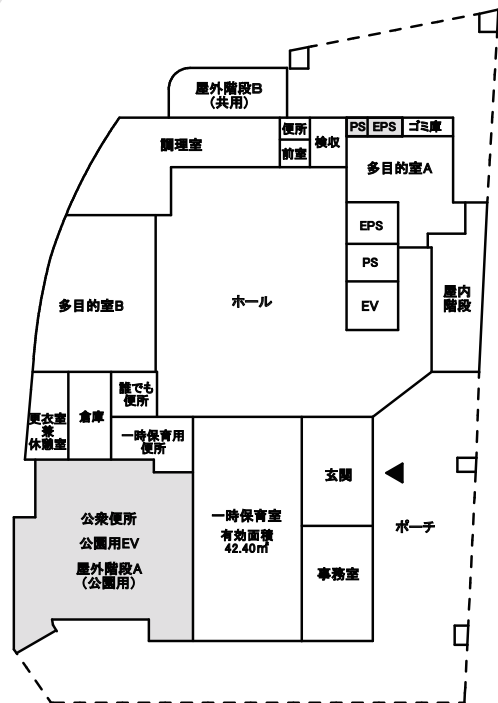 屋外階段B
(共用)
調理室
便所
前室
検収
PS
EPS
ゴミ庫
多目的室A
EPS
PS
EV
ホール
屋内
階段
多目的室B
誰でも
便所
更衣室
兼
休憩室
倉庫
一時保育用
便所
玄関
ポーチ
一時保育室
有効面積
42.40㎡
公衆便所
公園用EV
屋外階段A
(公園用)
事務室